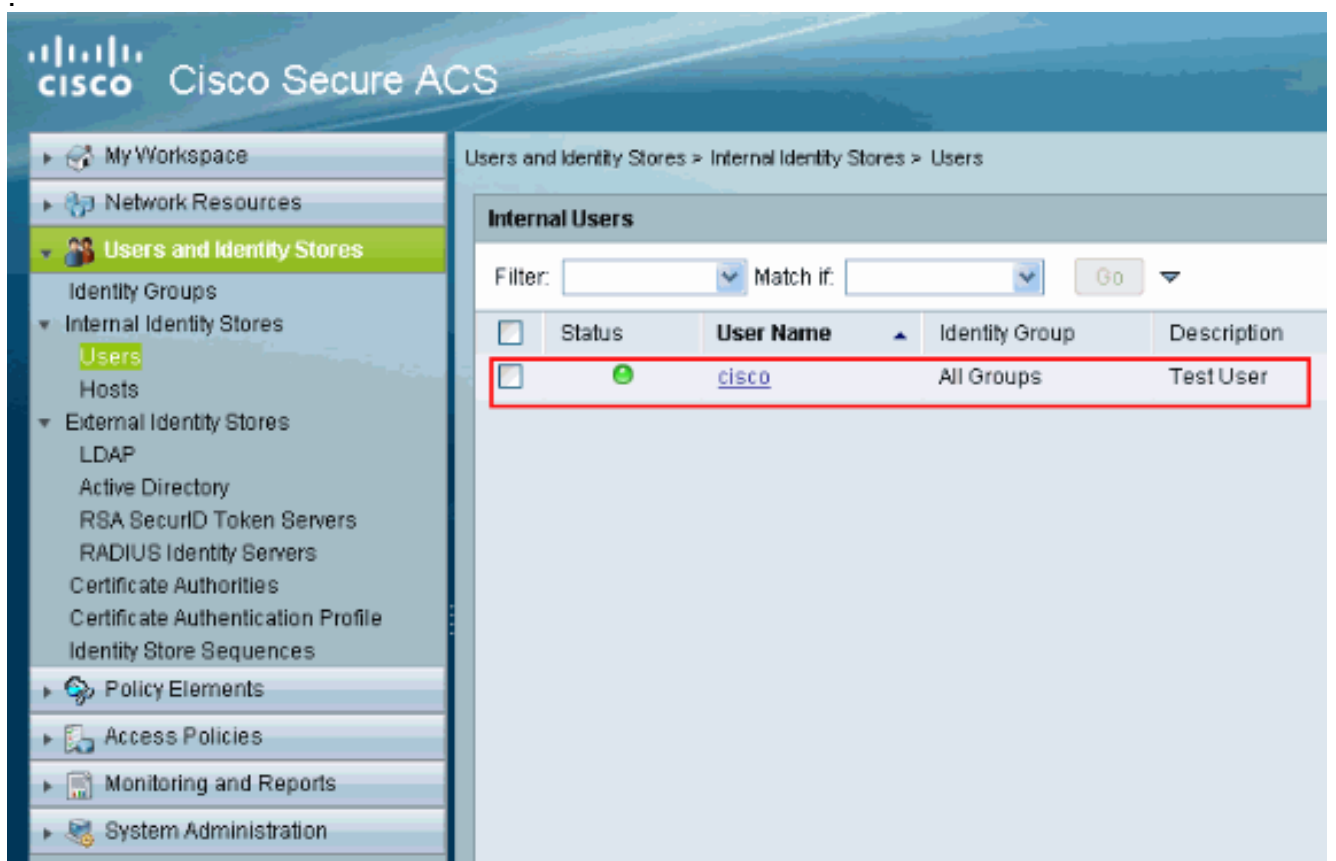 CISCO Cisco Secure ACS
My Workspace
Network Resources
Users and Identity Stores
Identity Groups
Internal Identity Stores
Users
Hosts
External Identity Stores
LDAP
Active Directory
RSA SecurID Token Servers
RADIUS Identity Servers
Certificate Authorities
Certificate Authentication Profile
Identity Store Sequences
Policy Elements
Access Policies
Monitoring and Reports
System Administration
Users and Identity Stores > Internal Identity Stores > Users
Internal Users
Filter: Match if: Go
Status User Name Identity Group Description
cisco All Groups Test User